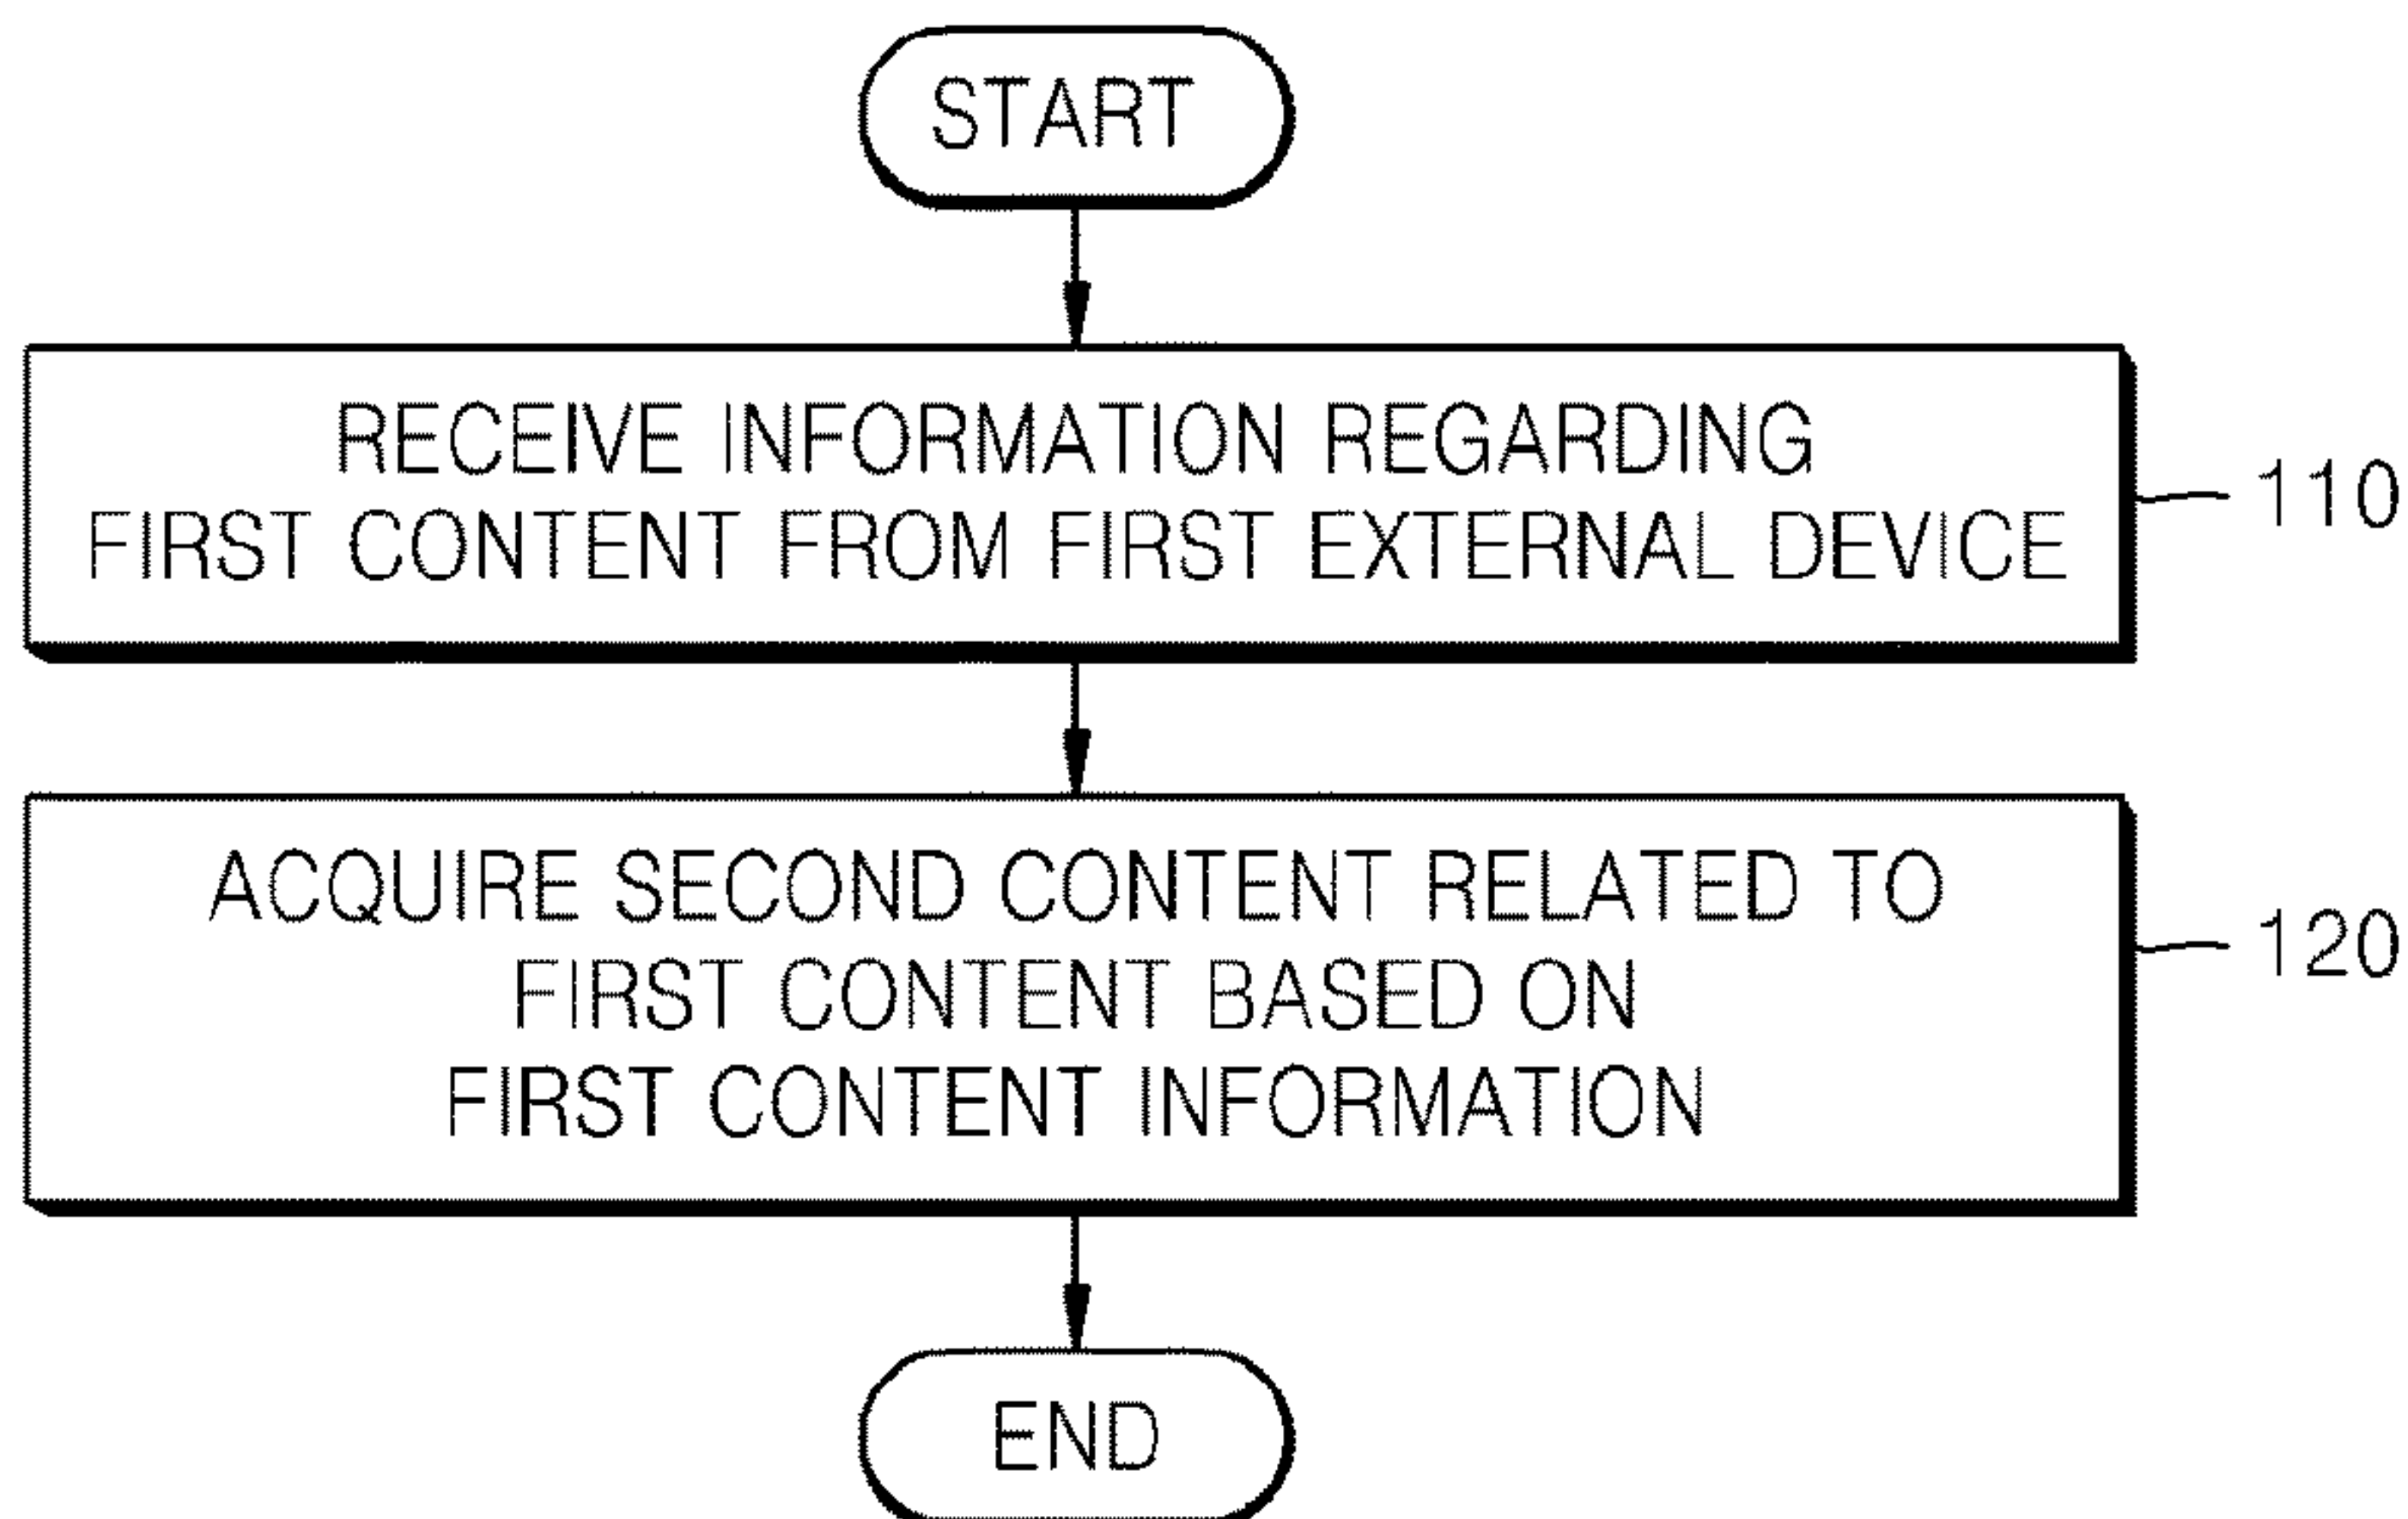 START
RECEIVE INFORMATION REGARDING
FIRST CONTENT FROM FIRST EXTERNAL DEVICE
110
ACQUIRE SECOND CONTENT RELATED TO
FIRST CONTENT BASED ON
FIRST CONTENT INFORMATION
120
END